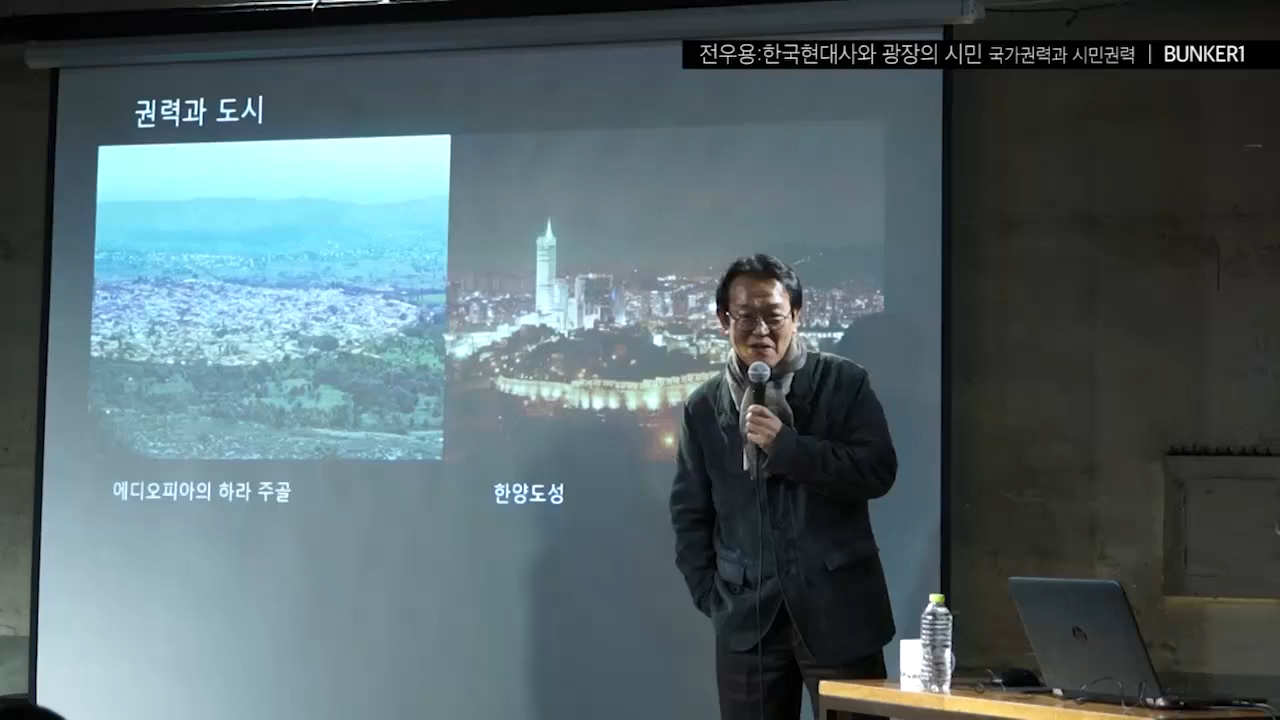 전우용:한국현대사와 광장의 시민 국가권력과 시민권력 | BUNKER1
권력과 도시
에디오피아의 하라 주골
한양도성
hp